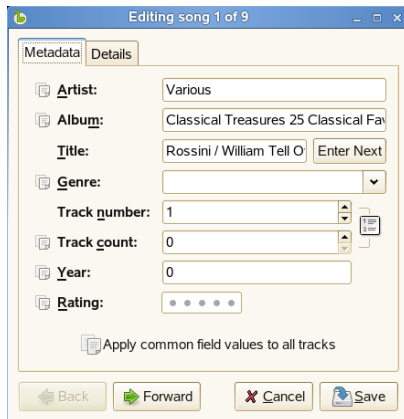 Editing song 1 of 9
Metadata Details
Artist: Various
Album: Classical Treasures 25 Classical Fav
Title: Rossini / William Tell O Enter Next
Genre:
Track number: 1
Track count: 0
Year: 0
Rating:
Apply common field values to all tracks
Back Forward Cancel Save